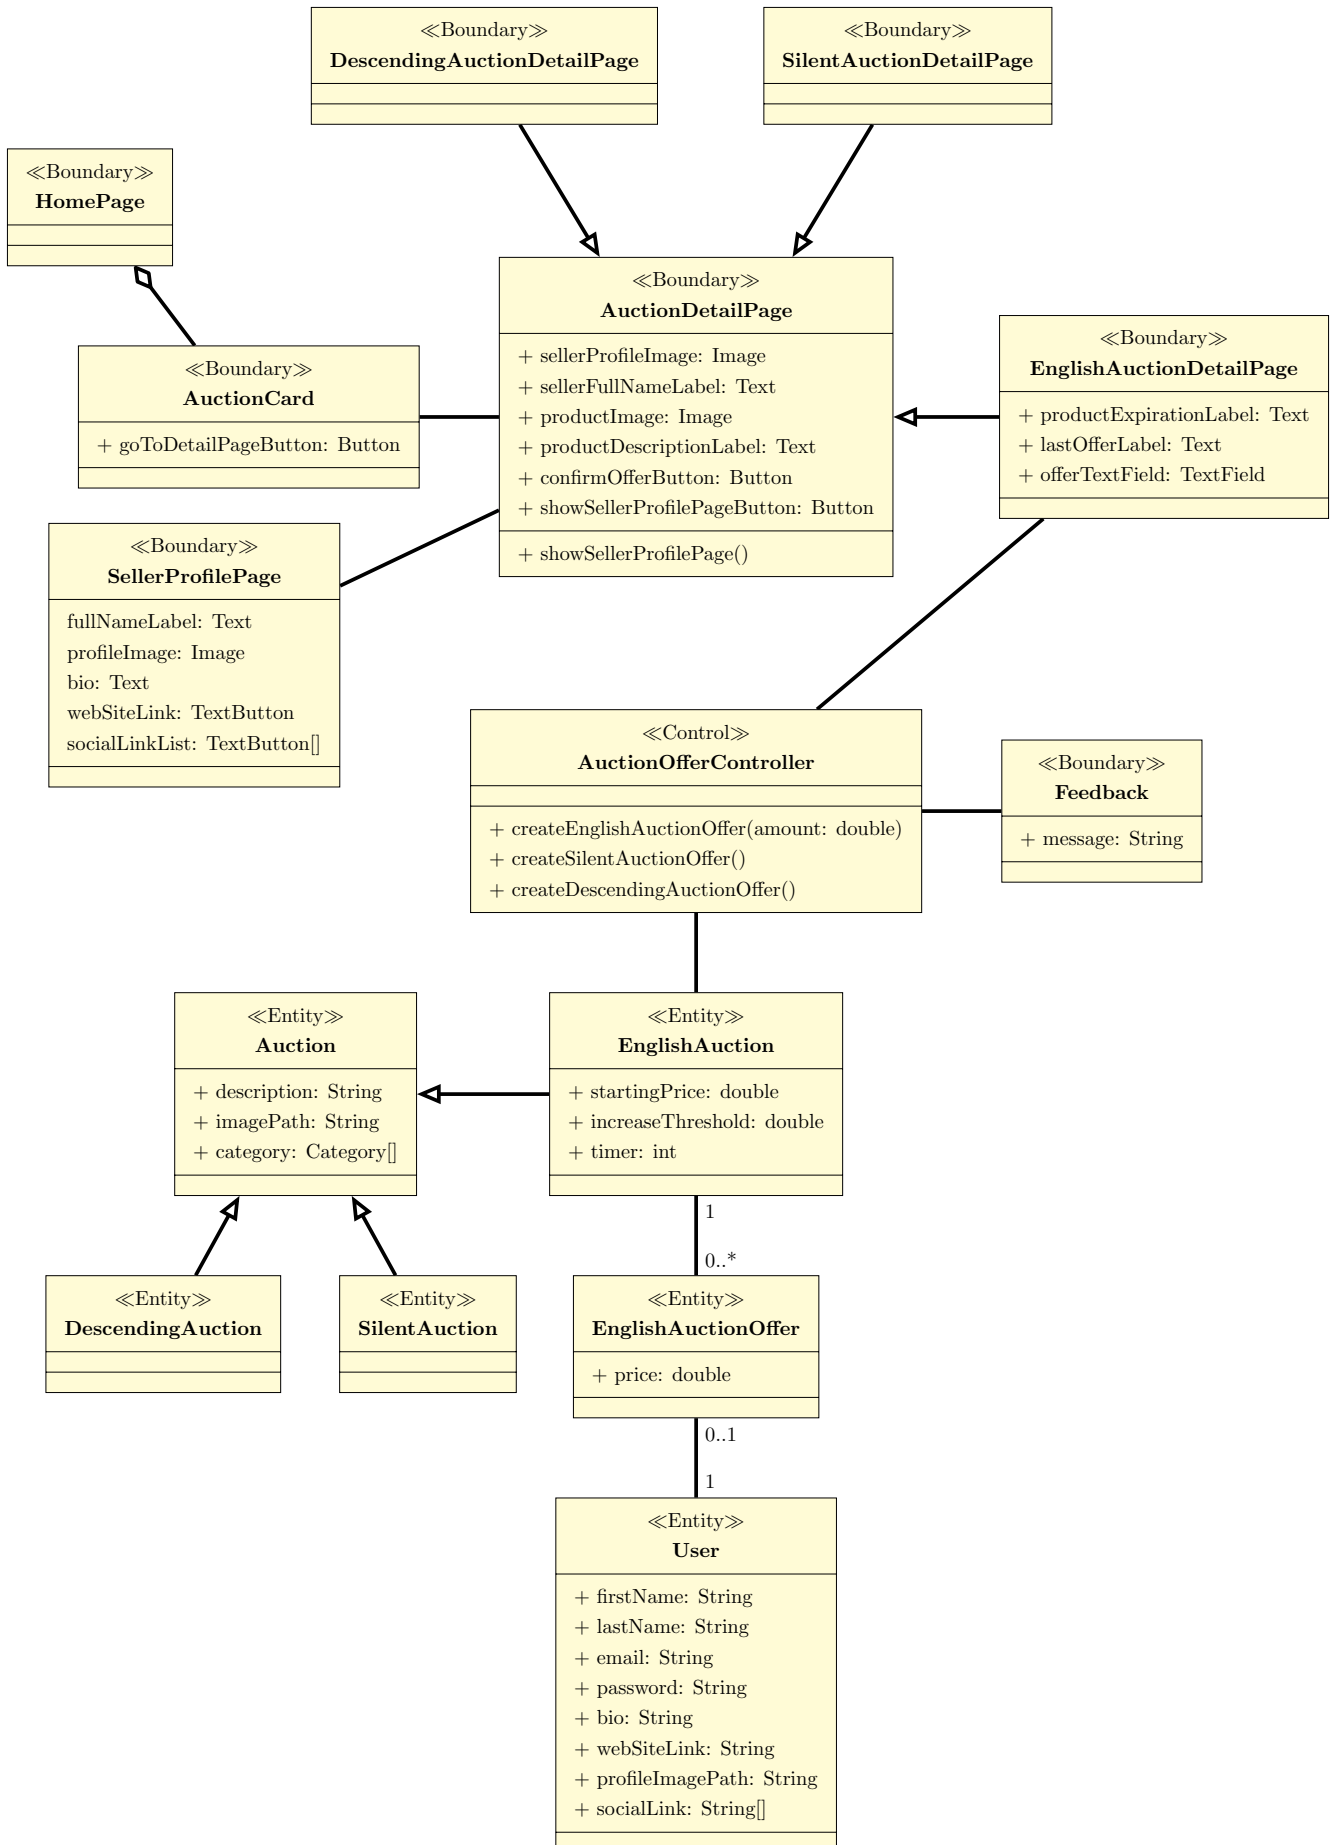 ≪Boundary≫
DescendingAuctionDetailPage
≪Boundary≫
SilentAuctionDetailPage
≪Boundary≫
HomePage
≪Boundary≫
AuctionDetailPage
+ sellerProfileImage: Image
+ sellerFullNameLabel: Text
+ productImage: Image
+ productDescriptionLabel: Text
+ confirmOfferButton: Button
+ showSellerProfilePageButton: Button
+ showSellerProfilePage()
≪Boundary≫
EnglishAuctionDetailPage
+ productExpirationLabel: Text
+ lastOfferLabel: Text
+ offerTextField: TextField
≪Boundary≫
AuctionCard
+ goToDetailPageButton: Button
≪Boundary≫
SellerProfilePage
fullNameLabel: Text
profileImage: Image
bio: Text
webSiteLink: TextButton
socialLinkList: TextButton[]
≪Control≫
AuctionOfferController
+ createEnglishAuctionOffer(amount: double)
+ createSilentAuctionOffer()
+ createDescendingAuctionOffer()
≪Boundary≫
Feedback
+ message: String
≪Entity≫
Auction
+ description: String
+ imagePath: String
+ category: Category[]
≪Entity≫
EnglishAuction
+ startingPrice: double
+ increaseThreshold: double
+ timer: int
1
0..*
≪Entity≫
DescendingAuction
≪Entity≫
SilentAuction
≪Entity≫
EnglishAuctionOffer
+ price: double
0..1
1
≪Entity≫
User
+ firstName: String
+ lastName: String
+ email: String
+ password: String
+ bio: String
+ webSiteLink: String
+ profileImagePath: String
+ socialLink: String[]